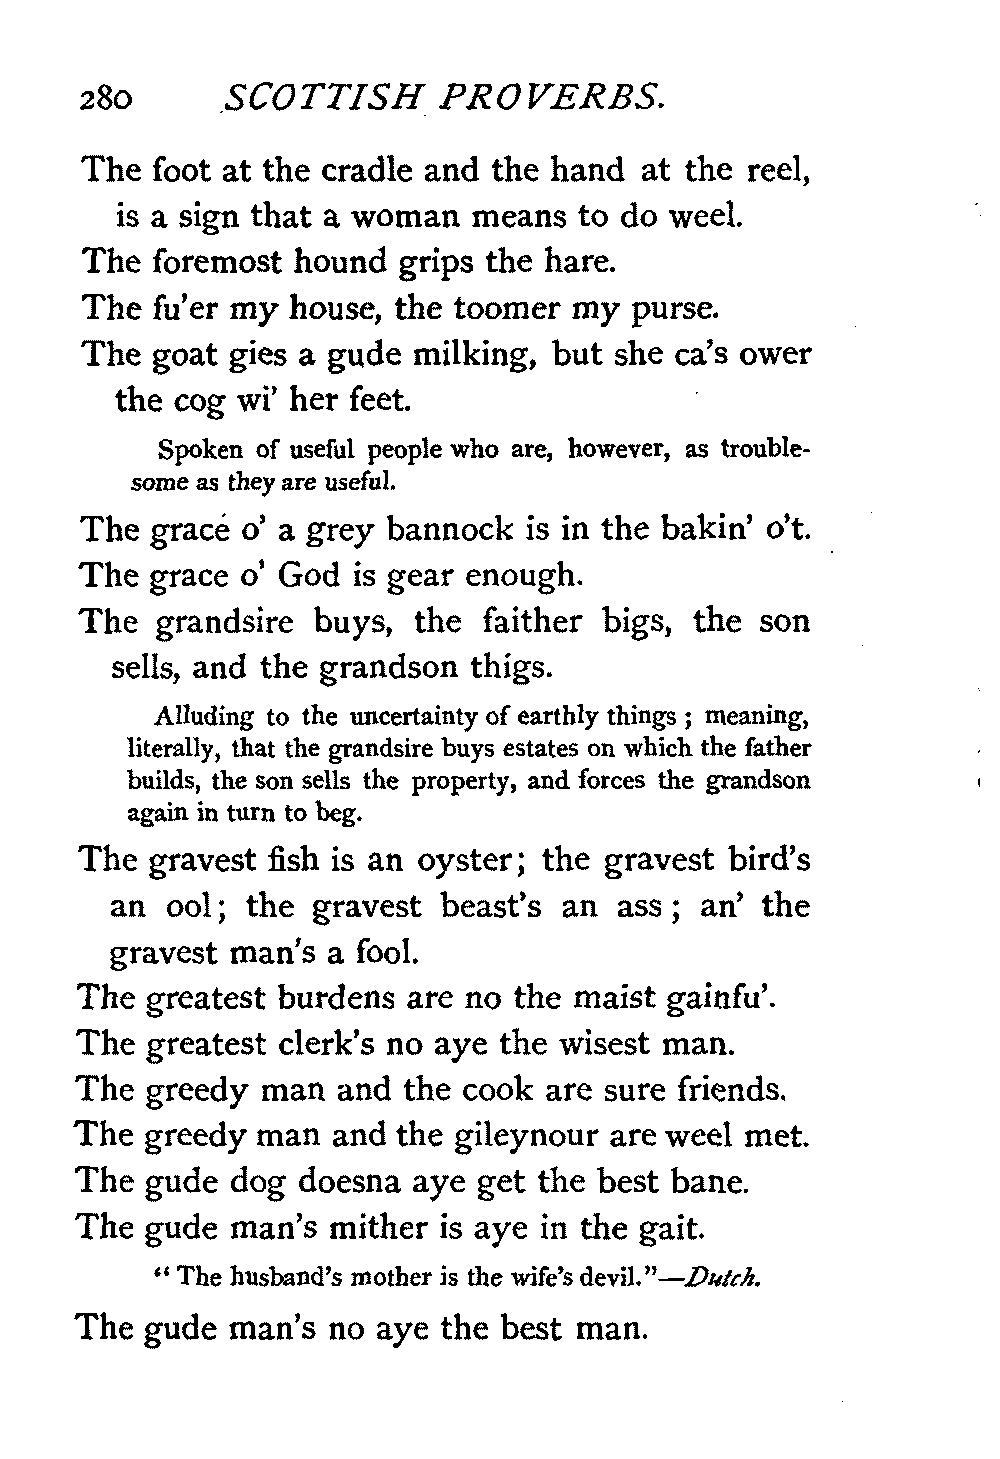 280 SCOTTISH PROVERBS.
The foot at the cradle and the hand at the reel,
is a sign that a woman means to do weel.
The foremost hound grips the hare.
The fu'er my house, the toomer my purse.
The goat gies a gude milking, but she ca's ower
the cog wi' her feet.
Spoken of useful people who are, however, as trouble-
some as they are useful.
The grace o' a grey bannock is in the bakin' o't.
The grace o' God is gear enough.
The grandsire buys, the faither bigs, the son
sells, and the grandson thigs.
Alluding to the uncertainty of earthly things ; meaning,
literally, that the grandsire buys estates on which the father
builds, the son sells the property, and forces the grandson
again in turn to beg.
The gravest fish is an oyster; the gravest bird's
an ool; the gravest beast's an ass ; an' the
gravest man's a fool.
The greatest burdens are no the maist gainfu'.
The greatest clerk's no aye the wisest man.
The greedy man and the cook are sure friends.
The greedy man and the gileynour are weel met.
The gude dog doesna aye get the best bane.
The gude man's mither is aye in the gait.
“ The husband's mother is the wife's devil.”—Dutch.
The gude man's no aye the best man.